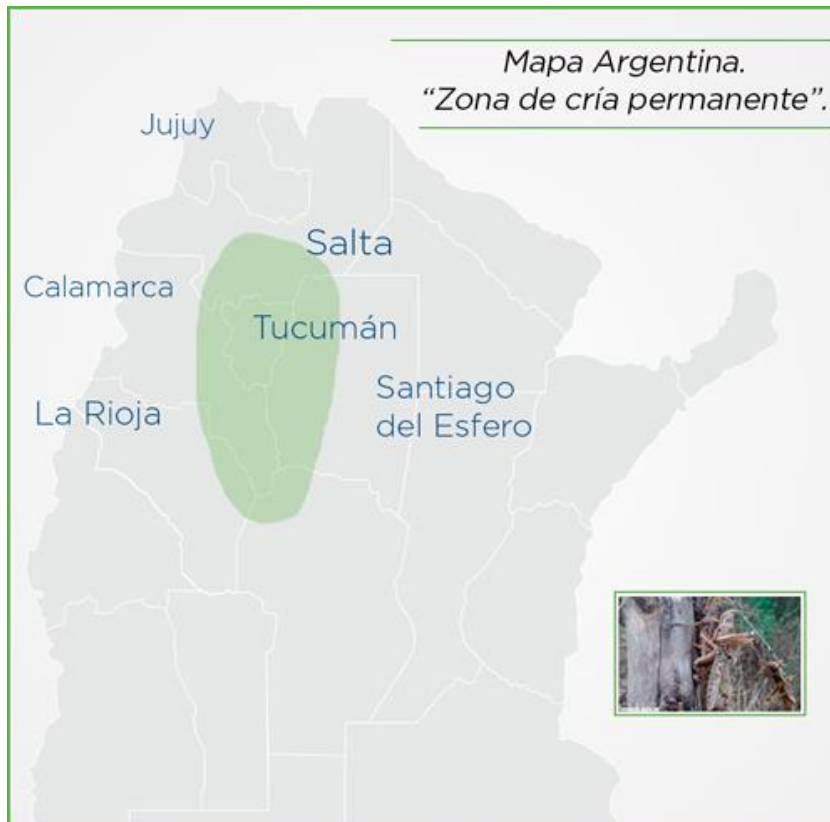 Mapa Argentina.
“Zona de cría permanente”.
Jujuy
Salta
Calamarca
Tucumán
Santiago
del Esfero
La Rioja